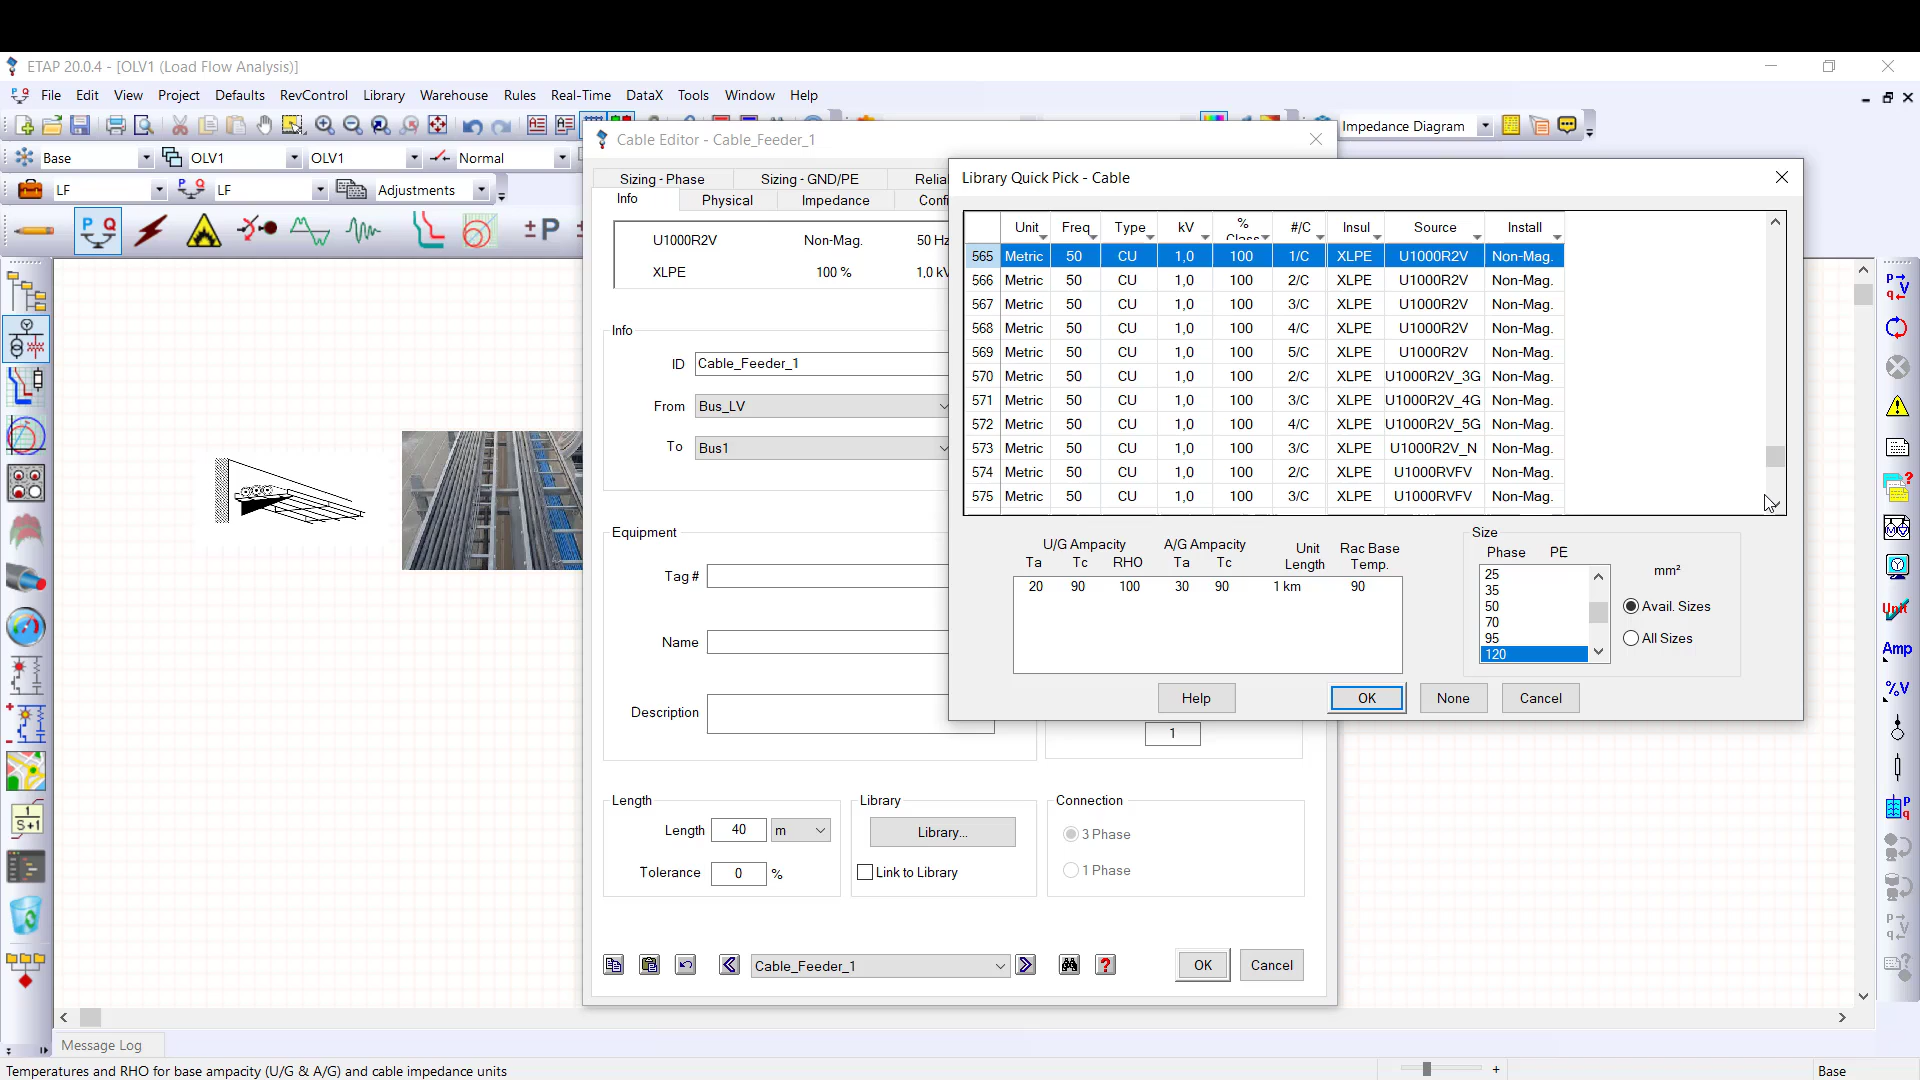 ETAP 20.0.4 - [OLV1 (Load Flow Analysis)]
File Edit View Project Defaults RevControl Library Warehouse Rules Real-Time DataX Tools Window Help
Impedance Diagram
Base OLV1 OLV1 Normal
LF LF Adjustments
±P
Cable Editor - Cable_Feeder_1
Sizing - Phase Sizing - GND/PE
Info Physical Impedance
U1000R2V Non-Mag. 50 Hz
XLPE 100 %
Info
ID Cable_Feeder_1
From Bus_LV
To Bus1
Equipment
Tag #
Name
Description
1
Length
Length 40 m
Tolerance 0 %
Library
Library...
Link to Library
Connection
3 Phase
1 Phase
Cable_Feeder_1
OK Cancel
Library Quick Pick - Cable
Unit Freq Type kV % Class #/C Insul Source Install
565 Metric 50 CU 1,0 100 1/C XLPE U1000R2V Non-Mag.
566 Metric 50 CU 1,0 100 2/C XLPE U1000R2V Non-Mag.
567 Metric 50 CU 1,0 100 3/C XLPE U1000R2V Non-Mag.
568 Metric 50 CU 1,0 100 4/C XLPE U1000R2V Non-Mag.
569 Metric 50 CU 1,0 100 5/C XLPE U1000R2V Non-Mag.
570 Metric 50 CU 1,0 100 2/C XLPE U1000R2V_3G Non-Mag.
571 Metric 50 CU 1,0 100 3/C XLPE U1000R2V_4G Non-Mag.
572 Metric 50 CU 1,0 100 4/C XLPE U1000R2V_5G Non-Mag.
573 Metric 50 CU 1,0 100 3/C XLPE U1000R2V_N Non-Mag.
574 Metric 50 CU 1,0 100 2/C XLPE U1000RVFV Non-Mag.
575 Metric 50 CU 1,0 100 3/C XLPE U1000RVFV Non-Mag.
U/G Ampacity A/G Ampacity Unit Rac Base
Ta Tc RHO Ta Tc Length Temp.
20 90 100 30 90 1 km 90
Size
Phase PE
mm²
25
35
50
70
95
120
Avail. Sizes
All Sizes
Help OK None Cancel
Unit
Amp
%V
1
S+1
Message Log
Temperatures and RHO for base ampacity (U/G & A/G) and cable impedance units
+
Base